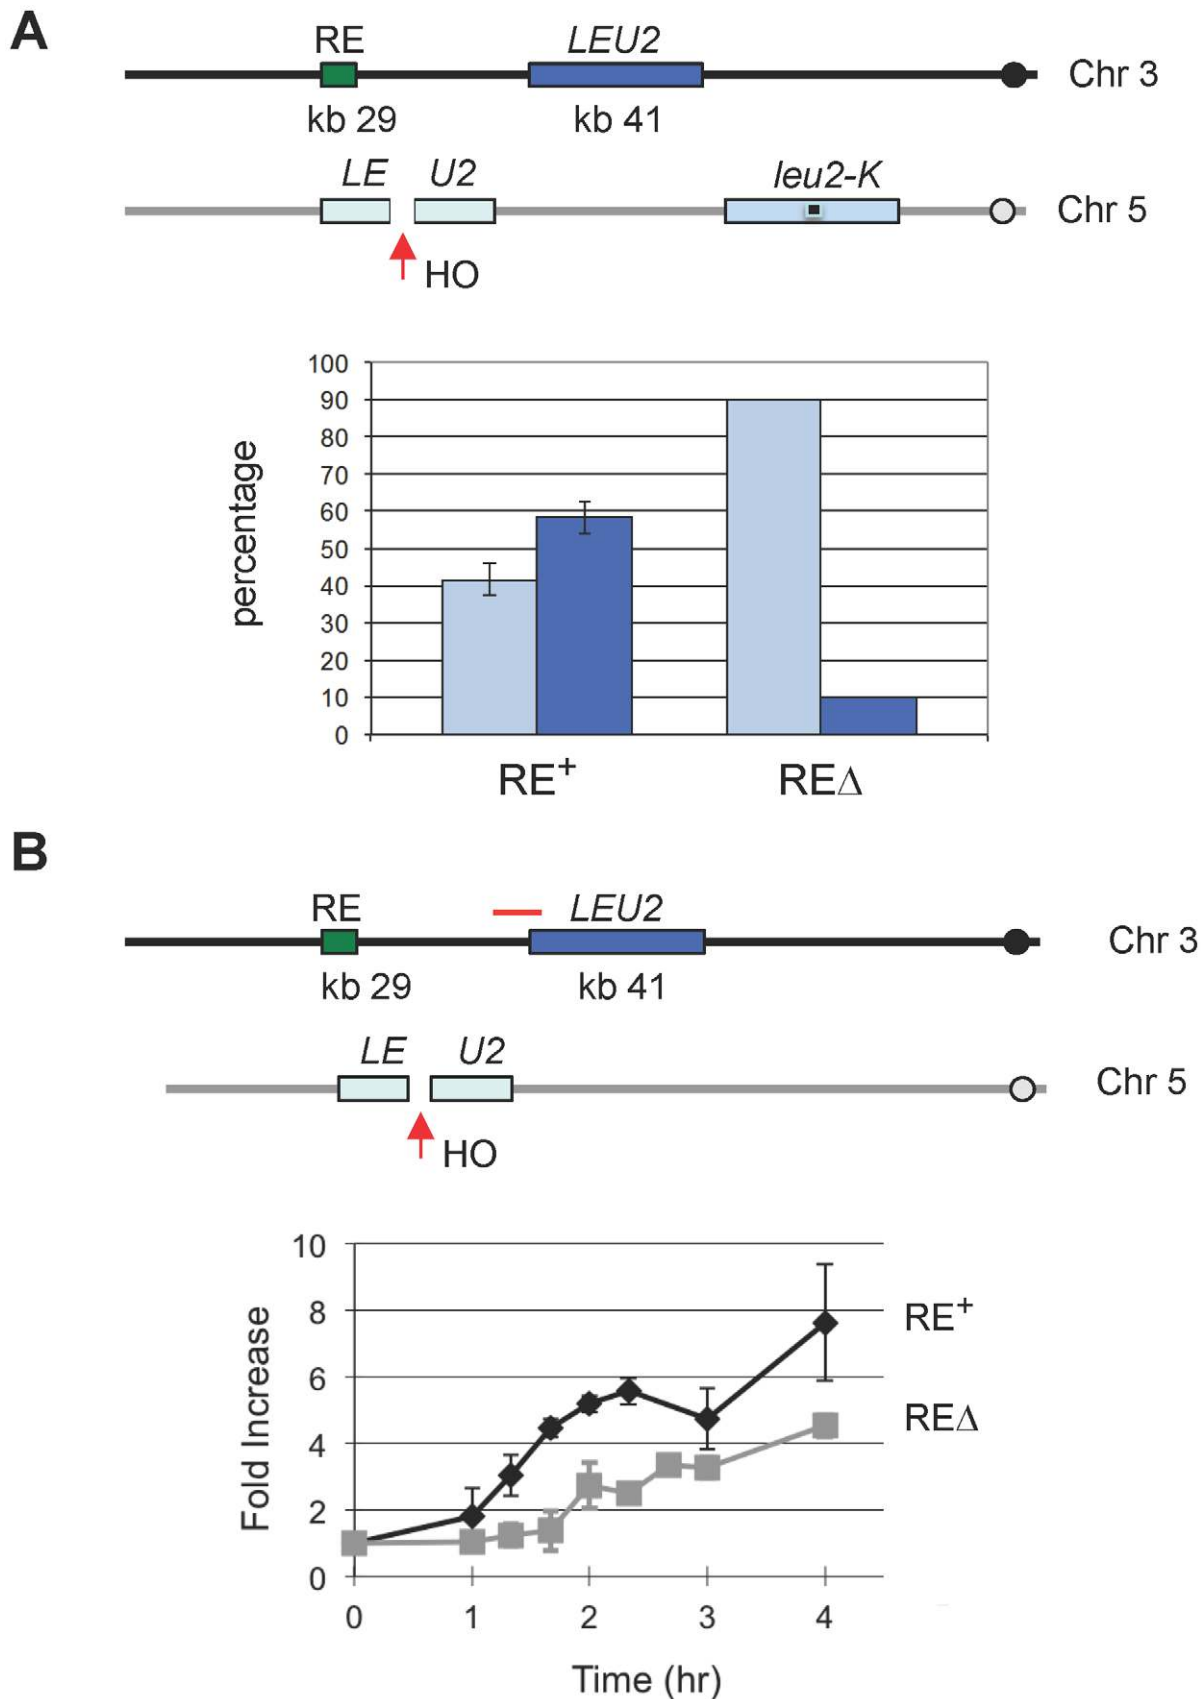 A
RE LEU2
Chr 3
kb 29 kb 41
LE U2 leu2-K
Chr 5
HO
percentage
100
90
80
70
60
50
40
30
20
10
0
RE⁺ REΔ
B
RE LEU2
Chr 3
kb 29 kb 41
LE U2
Chr 5
HO
Fold Increase
10
8
6
4
2
0
RE⁺
REΔ
0 1 2 3 4
Time (hr)